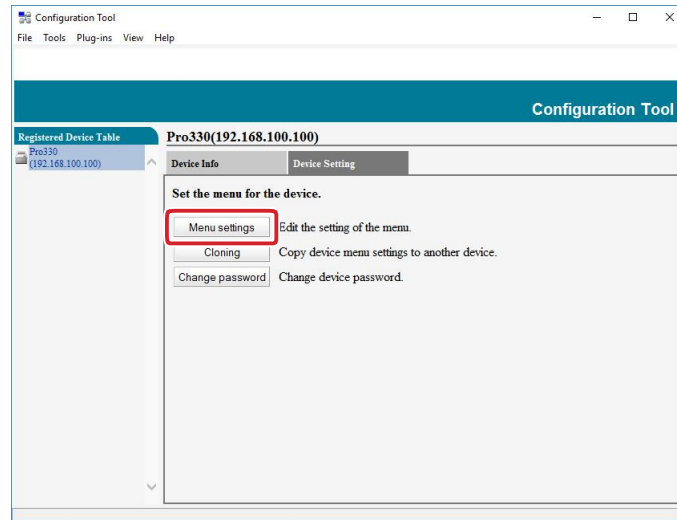 Configuration Tool
File Tools Plug-ins View Help
Configuration Tool
Registered Device Table
Pro330
(192.168.100.100)
Pro330(192.168.100.100)
Device Info Device Setting
Set the menu for the device.
Menu settings Edit the setting of the menu.
Cloning Copy device menu settings to another device.
Change password Change device password.